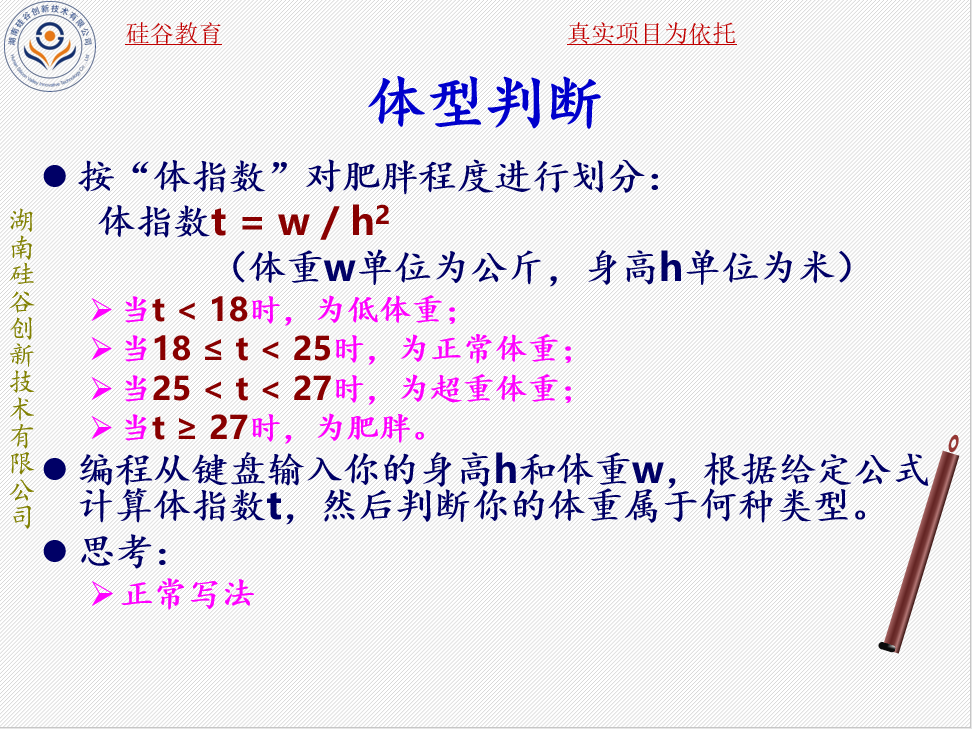 湖南硅谷创新技术有限公司
硅谷教育
真实项目为依托
体型判断
按“体指数”对肥胖程度进行划分：
体指数t = w / h²
（体重w单位为公斤，身高h单位为米）
当t < 18时，为低体重；
当18 ≤ t < 25时，为正常体重；
当25 < t < 27时，为超重体重；
当t ≥ 27时，为肥胖。
编程从键盘输入你的身高h和体重w，根据给定公式
计算体指数t，然后判断你的体重属于何种类型。
思考：
正常写法
湖南硅谷创新技术有限公司